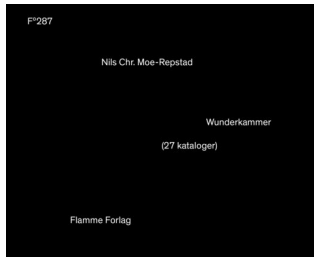 F°287
Nils Chr. Moe-Repstad
Wunderkammer
(27 kataloger)
Flamme Forlag